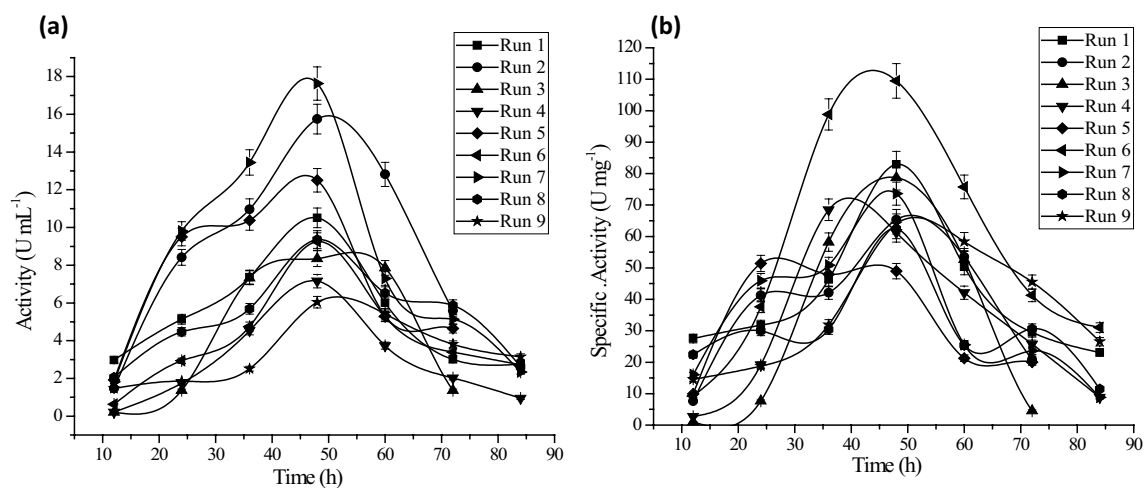 (a)
Run 1
Run 2
Run 3
Run 4
Run 5
Run 6
Run 7
Run 8
Run 9
18
16
14
12
10
8
6
4
2
0
Activity (U mL⁻¹)
10 20 30 40 50 60 70 80 90
Time (h)
(b)
Run 1
Run 2
Run 3
Run 4
Run 5
Run 6
Run 7
Run 8
Run 9
120
110
100
90
80
70
60
50
40
30
20
10
0
Specific .Activity (U mg⁻¹)
10 20 30 40 50 60 70 80 90
Time (h)